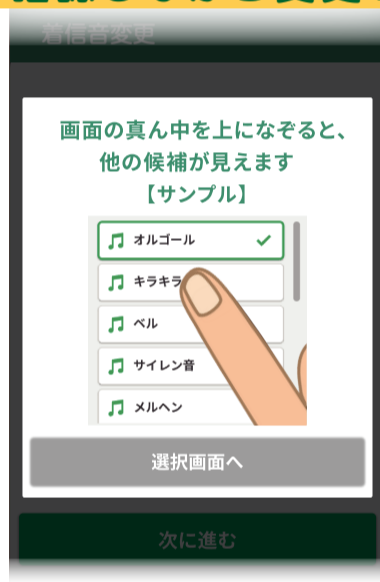 着信音変更
画面の真ん中を上になぞると、
他の候補が見えます
【サンプル】
オルゴール
キラキラ
ベル
サイレン音
メルヘン
選択画面へ
次に進む